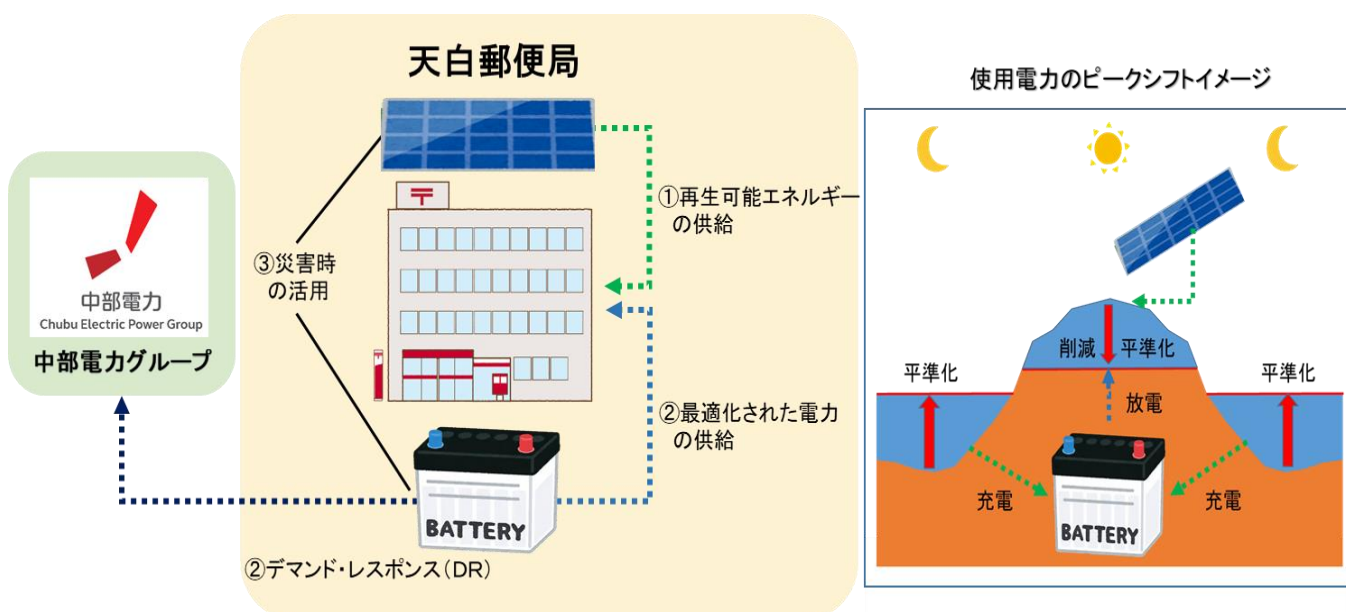 天白郵便局
①再生可能エネルギー
の供給
③災害時
の活用
中部電力
Chubu Electric Power Group
中部電力グループ
②最適化された電力
の供給
BATTERY
②デマンド・レスポンス(DR)
使用電力のピークシフトイメージ
削減
平準化
平準化
平準化
放電
充電
充電
BATTERY